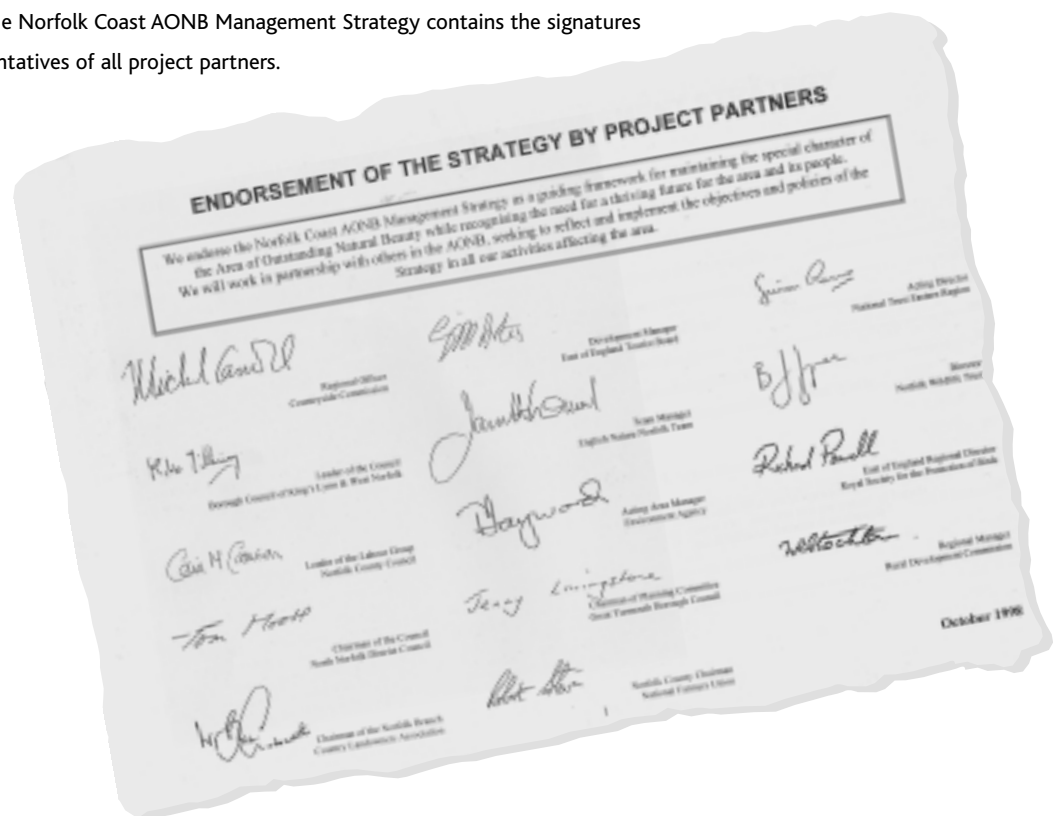 e Norfolk Coast AONB Management Strategy contains the signatures
ntatives of all project partners.
ENDORSEMENT OF THE STRATEGY BY PROJECT PARTNERS
We endorse the Norfolk Coast AONB Management Strategy as a guiding framework for maintaining the special character of
the Area of Outstanding Natural Beauty while recognising the need for a thriving future for the area and its people.
We will work in partnership with others in the AONB, seeking to reflect and implement the objectives and policies of the
Strategy in all our activities affecting the area.
Regional Officer
Countryside Commission
Development Manager
East of England Tourist Board
Acting Director
National Trust Eastern Region
Leader of the Council
Borough Council of King's Lynn & West Norfolk
Team Manager
English Nature Norfolk Team
Director
Norfolk Wildlife Trust
Leader of the Labour Group
Norfolk County Council
Haywood
Acting Area Manager
Environment Agency
Richard Powell
East of England Regional Director
Royal Society for the Protection of Birds
Tom Moore
Chairman of the Council
North Norfolk District Council
Jenny Livingstone
Chairman of Planning Committee
Great Yarmouth Borough Council
Regional Manager
Rural Development Commission
Chairman of the Norfolk Branch
Country Landowners Association
Robert
Norfolk County Chairman
National Farmers Union
October 1998
1